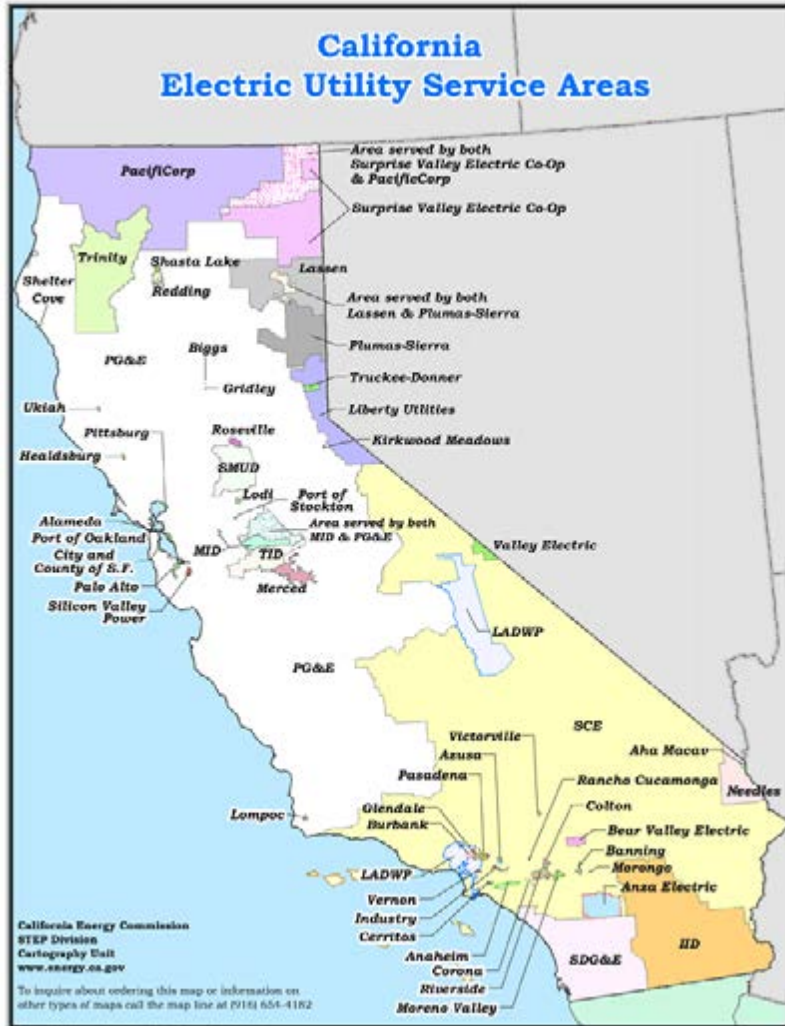 California
Electric Utility Service Areas
PacifiCorp
Area served by both
Surprise Valley Electric Co-Op
& PacificCorp
Surprise Valley Electric Co-Op
Trinity
Shasta Lake
Redding
Lassen
Shelter
Cove
Area served by both
Lassen & Plumas-Sierra
Plumas-Sierra
PG&E
Biggs
Gridley
Truckee-Donner
Liberty Utilities
Kirkwood Meadows
Ukiah
Pittsburg
Roseville
Healdsburg
SMUD
Lodi
Port of
Stockton
Alameda
Port of Oakland
City and
County of S.F.
Palo Alto
Silicon Valley
Power
MID
TID
Area served by both
MID & PG&E
Merced
Valley Electric
LADWP
PG&E
SCE
Victorville
Azusa
Pasadena
Aha Macav
Needles
Rancho Cucamonga
Colton
Glendale
Burbank
Lompoc
Bear Valley Electric
Banning
Morongo
Anza Electric
LADWP
Vernon
Industry
Cerritos
Anaheim
Corona
Riverside
Moreno Valley
SDG&E
IID
California Energy Commission
STEP Division
Cartography Unit
www.energy.ca.gov
To inquire about ordering this map or information on
other types of maps call the map line at (916) 654-4182